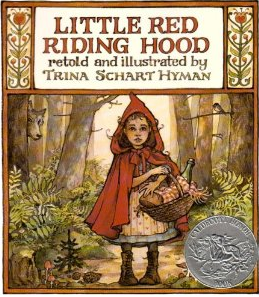 LITTLE RED
RIDING HOOD
retold and illustrated by
TRINA SCHART HYMAN